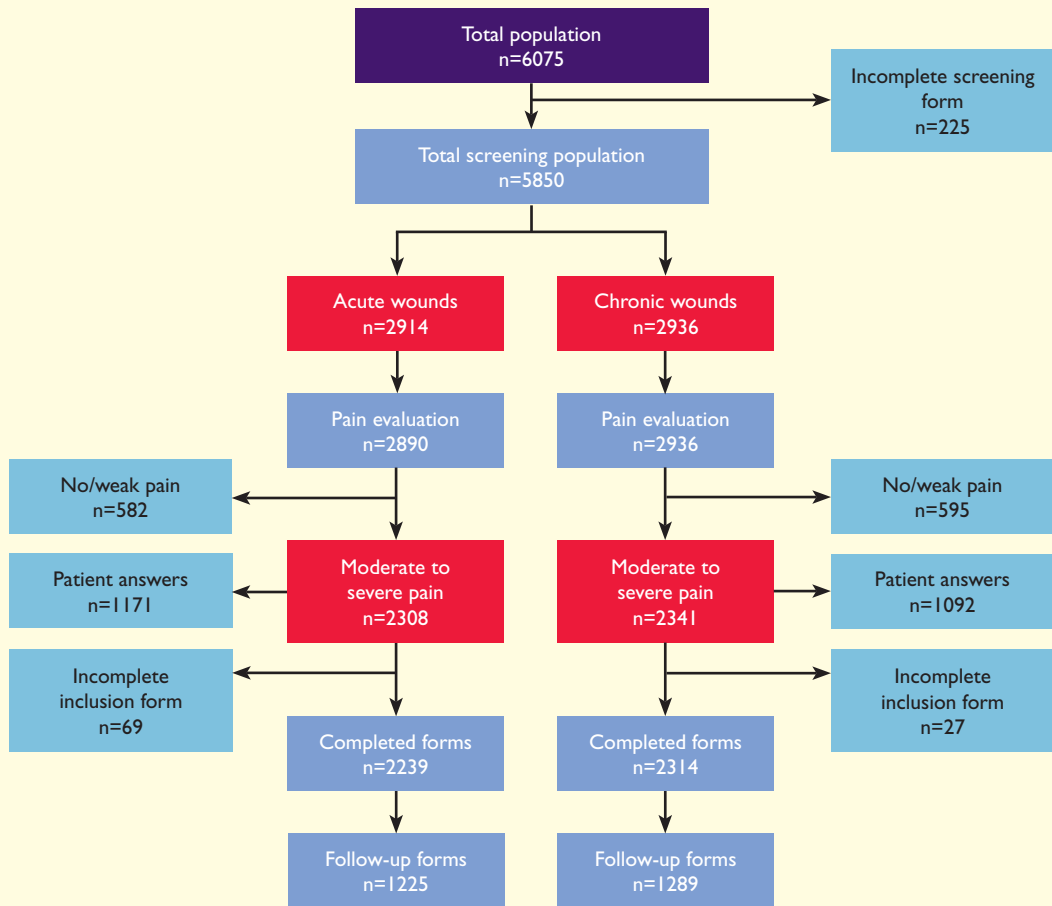 Total population
n=6075
Incomplete screening
form
n=225
Total screening population
n=5850
Acute wounds
n=2914
Chronic wounds
n=2936
Pain evaluation
n=2890
Pain evaluation
n=2936
No/weak pain
n=582
No/weak pain
n=595
Patient answers
n=1171
Moderate to
severe pain
n=2308
Moderate to
severe pain
n=2341
Patient answers
n=1092
Incomplete
inclusion form
n=69
Incomplete
inclusion form
n=27
Completed forms
n=2239
Completed forms
n=2314
Follow-up forms
n=1225
Follow-up forms
n=1289